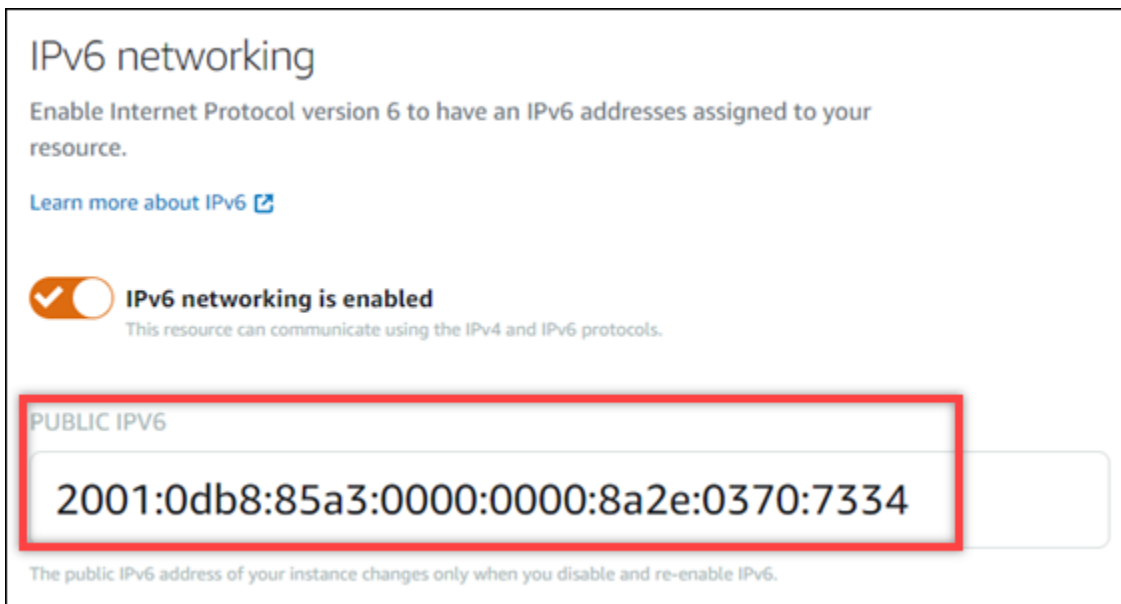 IPv6 networking
Enable Internet Protocol version 6 to have an IPv6 addresses assigned to your
resource.
Learn more about IPv6
IPv6 networking is enabled
This resource can communicate using the IPv4 and IPv6 protocols.
PUBLIC IPV6
2001:0db8:85a3:0000:0000:8a2e:0370:7334
The public IPv6 address of your instance changes only when you disable and re-enable IPv6.